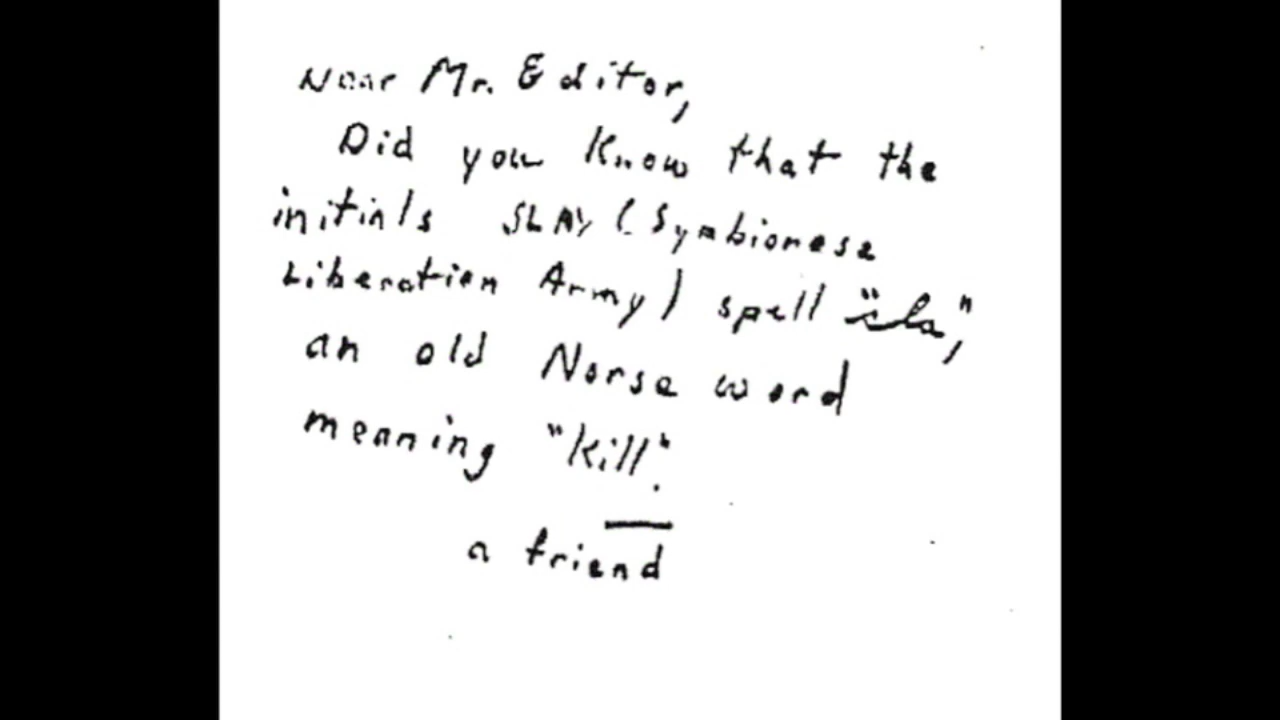 Dear Mr. Editor,
Did you know that the
initials SLAY (Symbionese
Liberation Army) spell "sla,"
an old Norse word
meaning "kill".
a friend